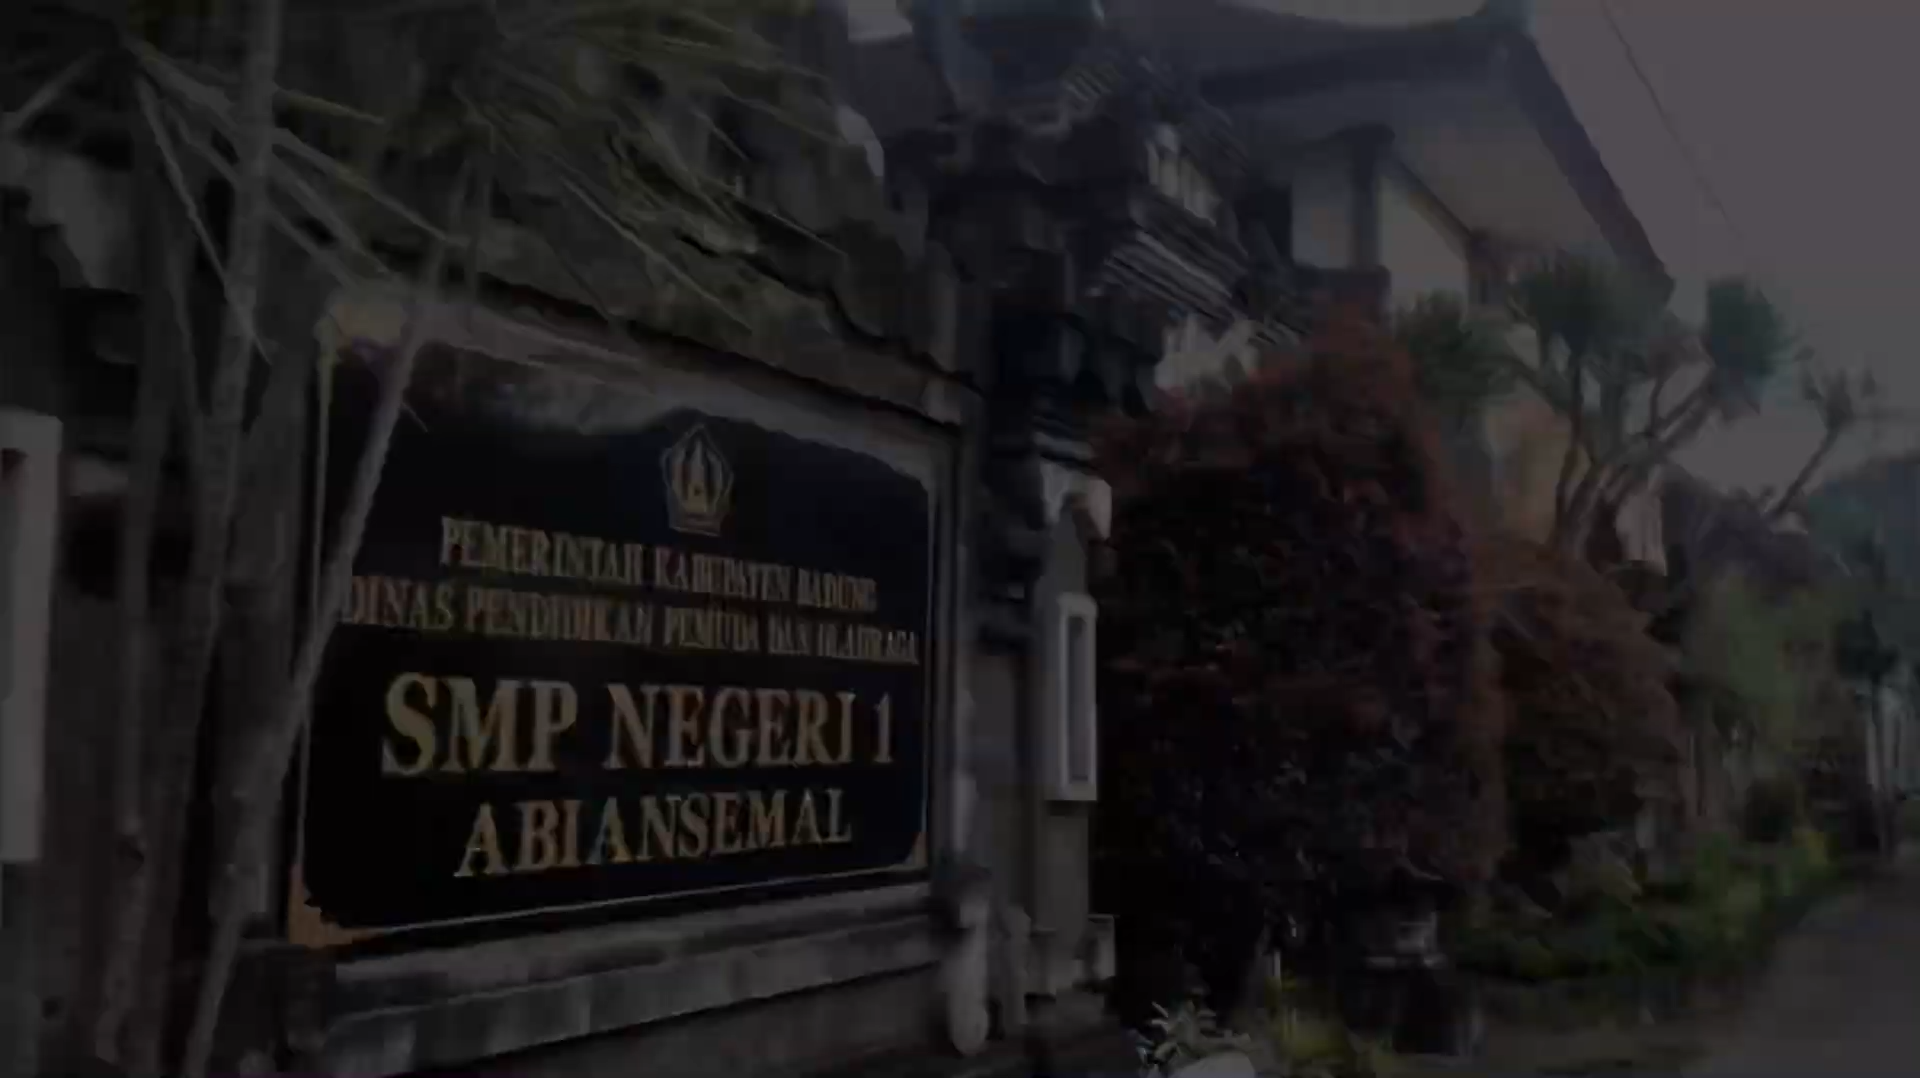 PEMERINTAH KABUPATEN BADUNG
DINAS PENDIDIKAN PEMUDA DAN OLAHRAGA
SMP NEGERI 1
ABIANSEMAL